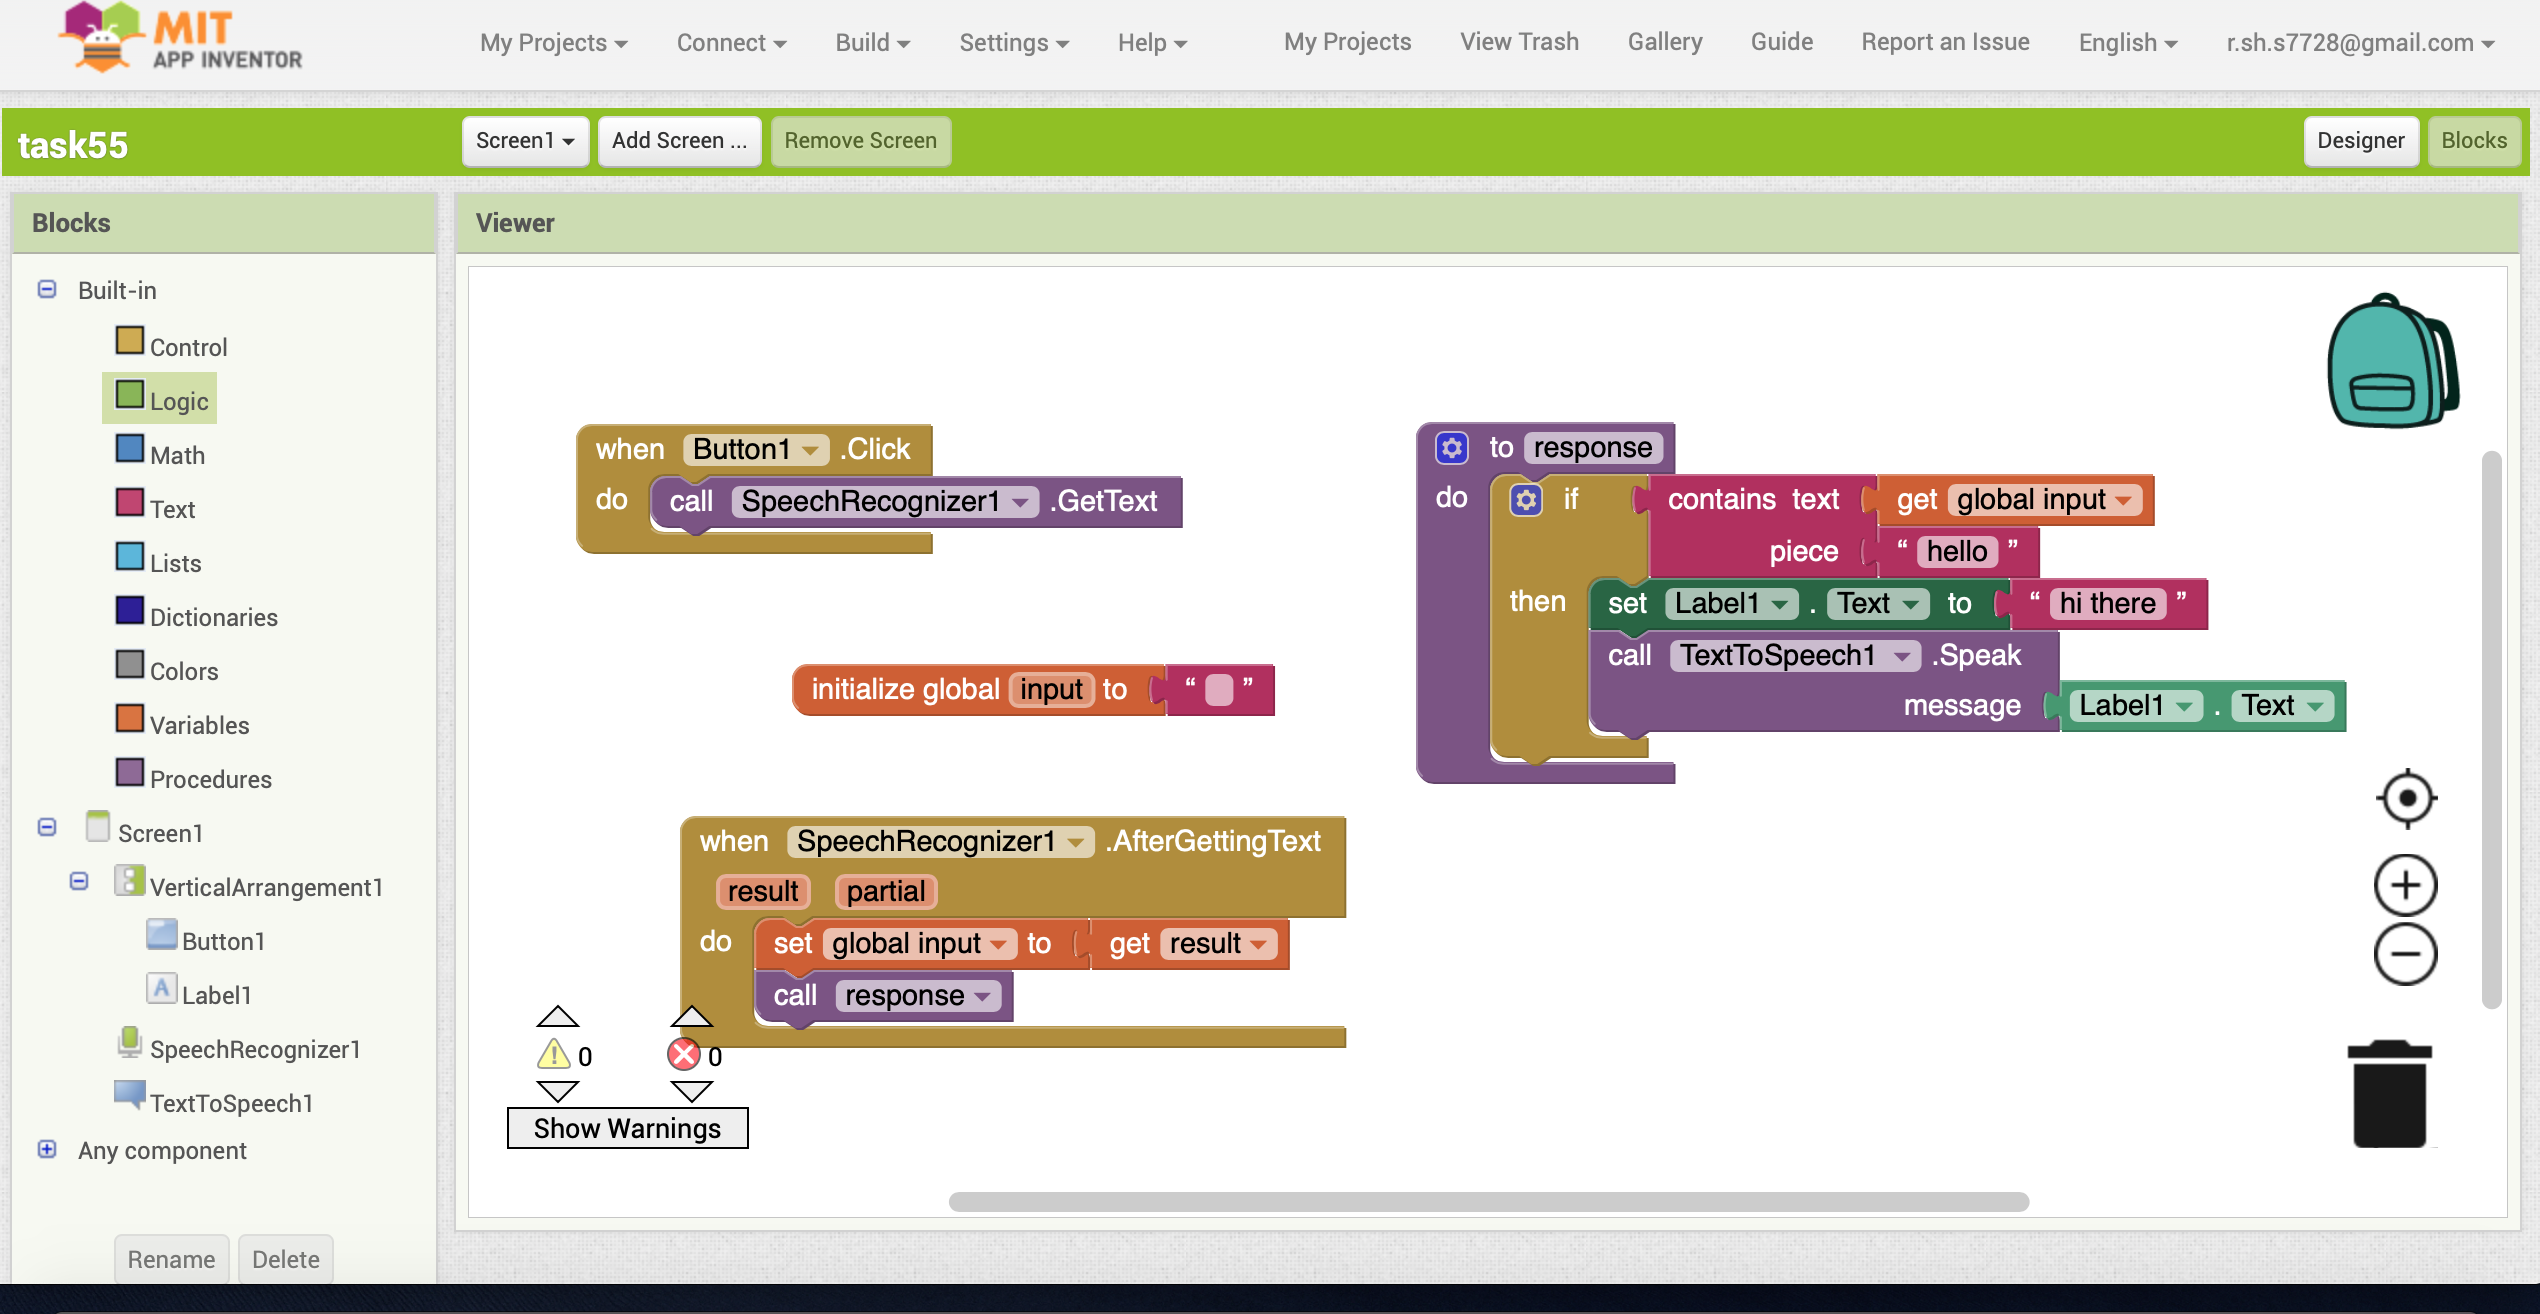 MIT
APP INVENTOR
My Projects Connect Build Settings Help My Projects View Trash Gallery Guide Report an Issue English r.sh.s7728@gmail.com
task55 Screen1 Add Screen ... Remove Screen Designer Blocks
Blocks
Built-in
Control
Logic
Math
Text
Lists
Dictionaries
Colors
Variables
Procedures
Screen1
VerticalArrangement1
Button1
Label1
SpeechRecognizer1
TextToSpeech1
Any component
Rename Delete
Viewer
when Button1 .Click
do call SpeechRecognizer1 .GetText
initialize global input to “ ”
when SpeechRecognizer1 .AfterGettingText
result partial
do set global input to get result
call response
to response
do if contains text get global input
piece “ hello ”
then set Label1 . Text to “ hi there ”
call TextToSpeech1 .Speak
message Label1 . Text
0 0
Show Warnings